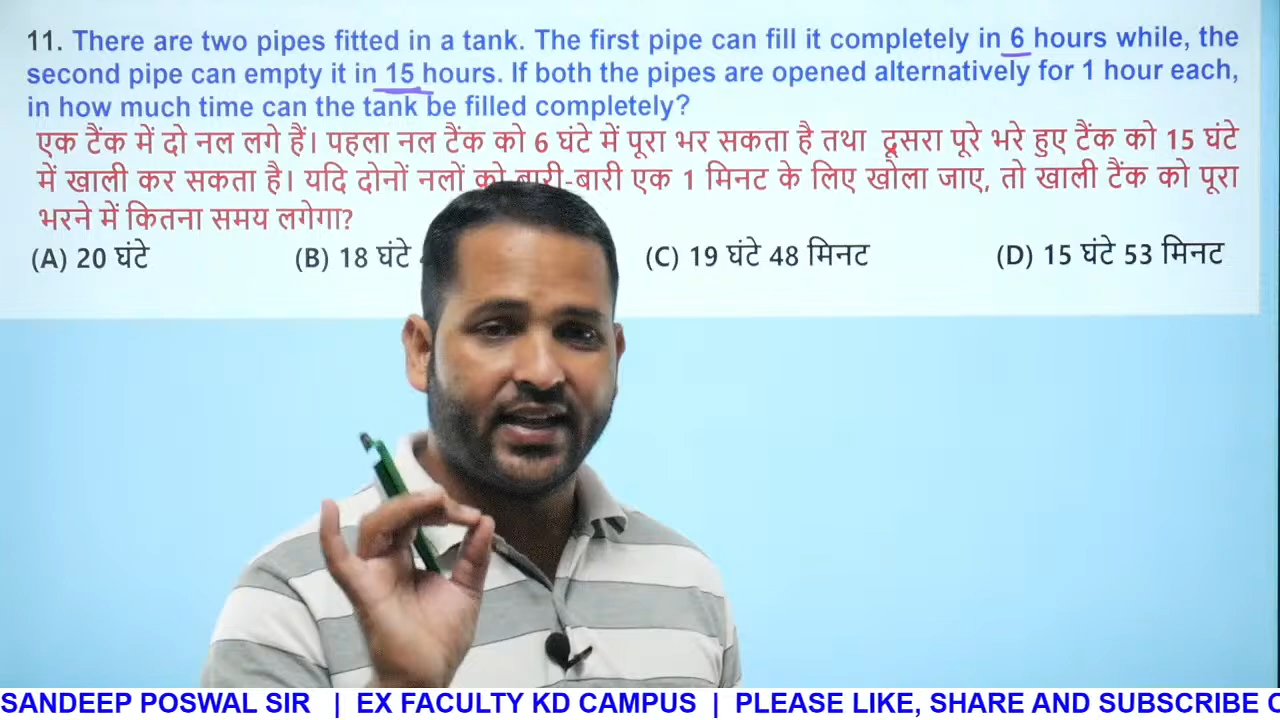 11. There are two pipes fitted in a tank. The first pipe can fill it completely in 6 hours while, the
second pipe can empty it in 15 hours. If both the pipes are opened alternatively for 1 hour each,
in how much time can the tank be filled completely?
एक टैंक में दो नल लगे हैं। पहला नल टैंक को 6 घंटे में पूरा भर सकता है तथा दूसरा पूरे भरे हुए टैंक को 15 घंटे
में खाली कर सकता है। यदि दोनों नलों को बारी-बारी एक 1 मिनट के लिए खोला जाए, तो खाली टैंक को पूरा
भरने में कितना समय लगेगा?
(A) 20 घंटे (B) 18 घंटे (C) 19 घंटे 48 मिनट (D) 15 घंटे 53 मिनट
SANDEEP POSWAL SIR | EX FACULTY KD CAMPUS | PLEASE LIKE, SHARE AND SUBSCRIBE